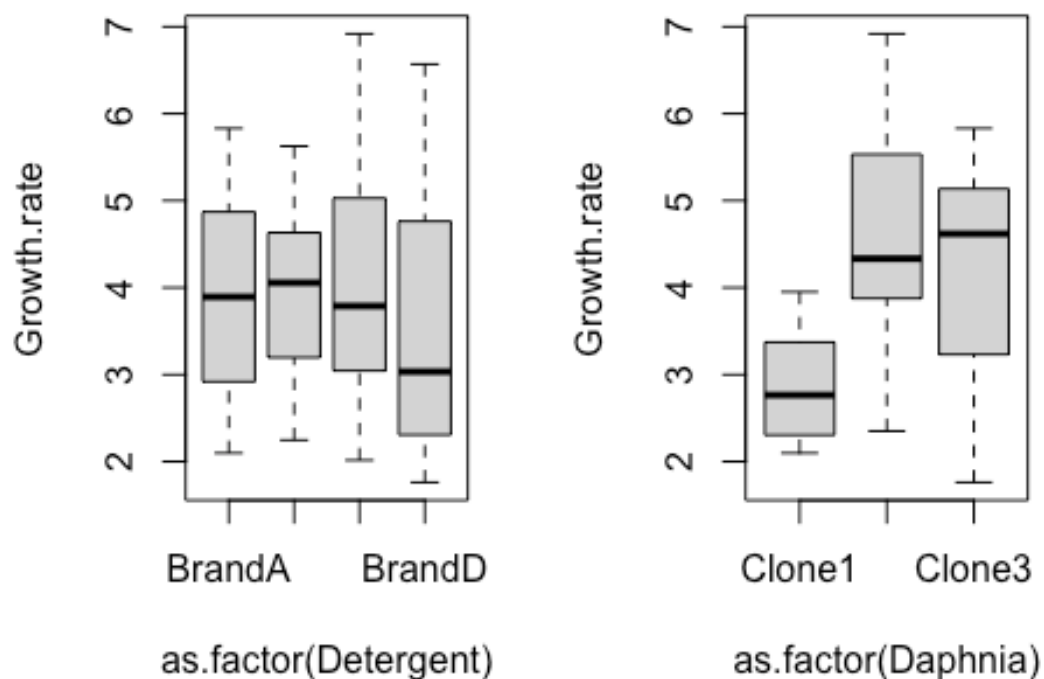 Growth.rate
7
6
5
4
3
2
BrandA BrandD
as.factor(Detergent)
Growth.rate
7
6
5
4
3
2
Clone1 Clone3
as.factor(Daphnia)